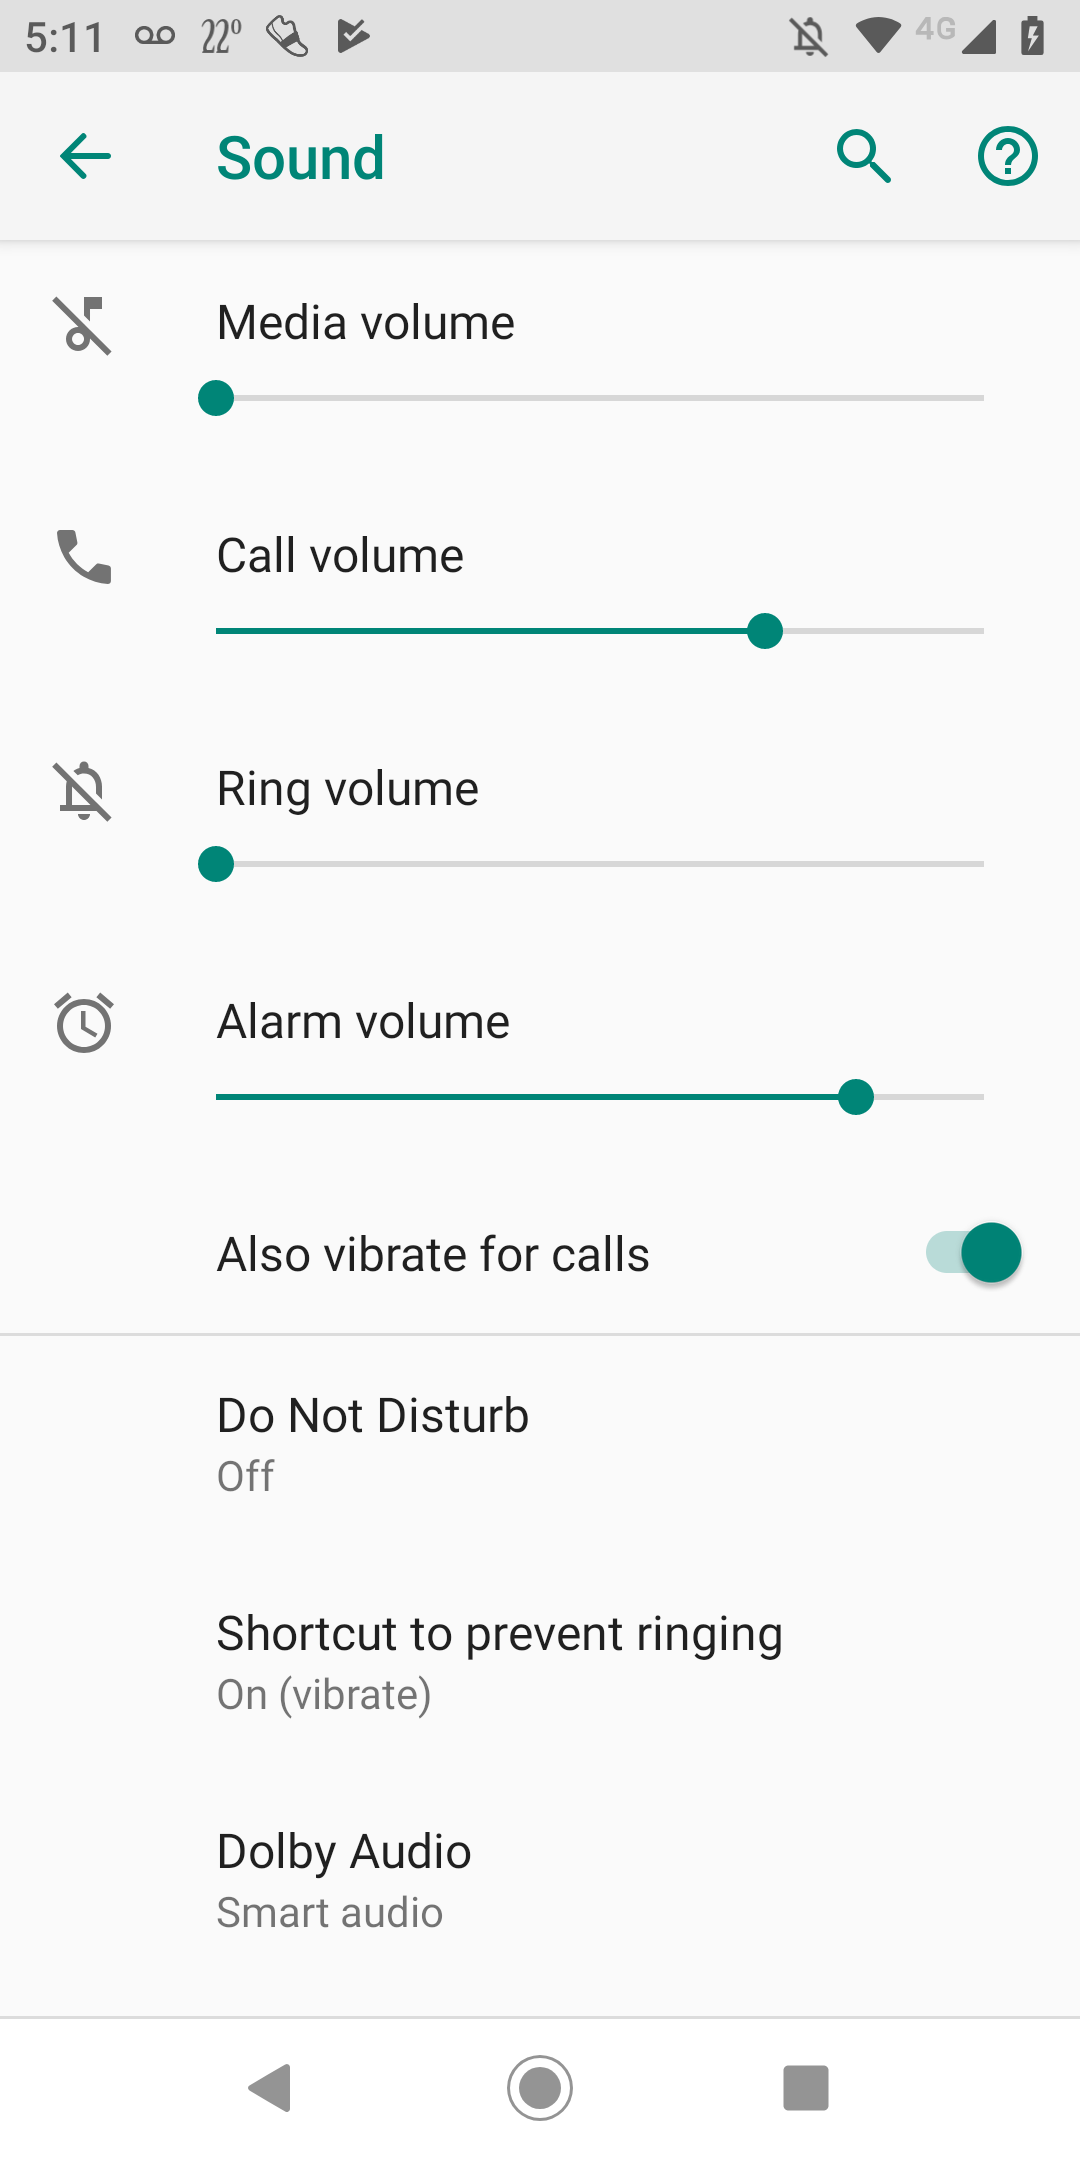 5:11 22° 4G
Sound
Media volume
Call volume
Ring volume
Alarm volume
Also vibrate for calls
Do Not Disturb
Off
Shortcut to prevent ringing
On (vibrate)
Dolby Audio
Smart audio